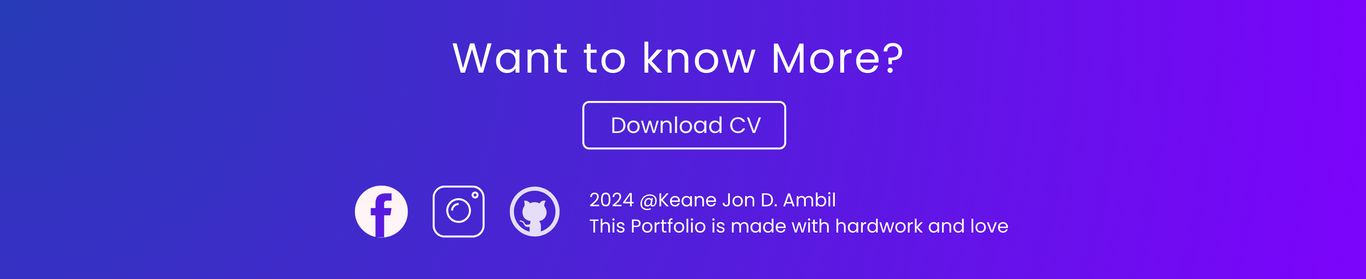 Want to know More?
Download CV
2024 @Keane Jon D. Ambil
This Portfolio is made with hardwork and love